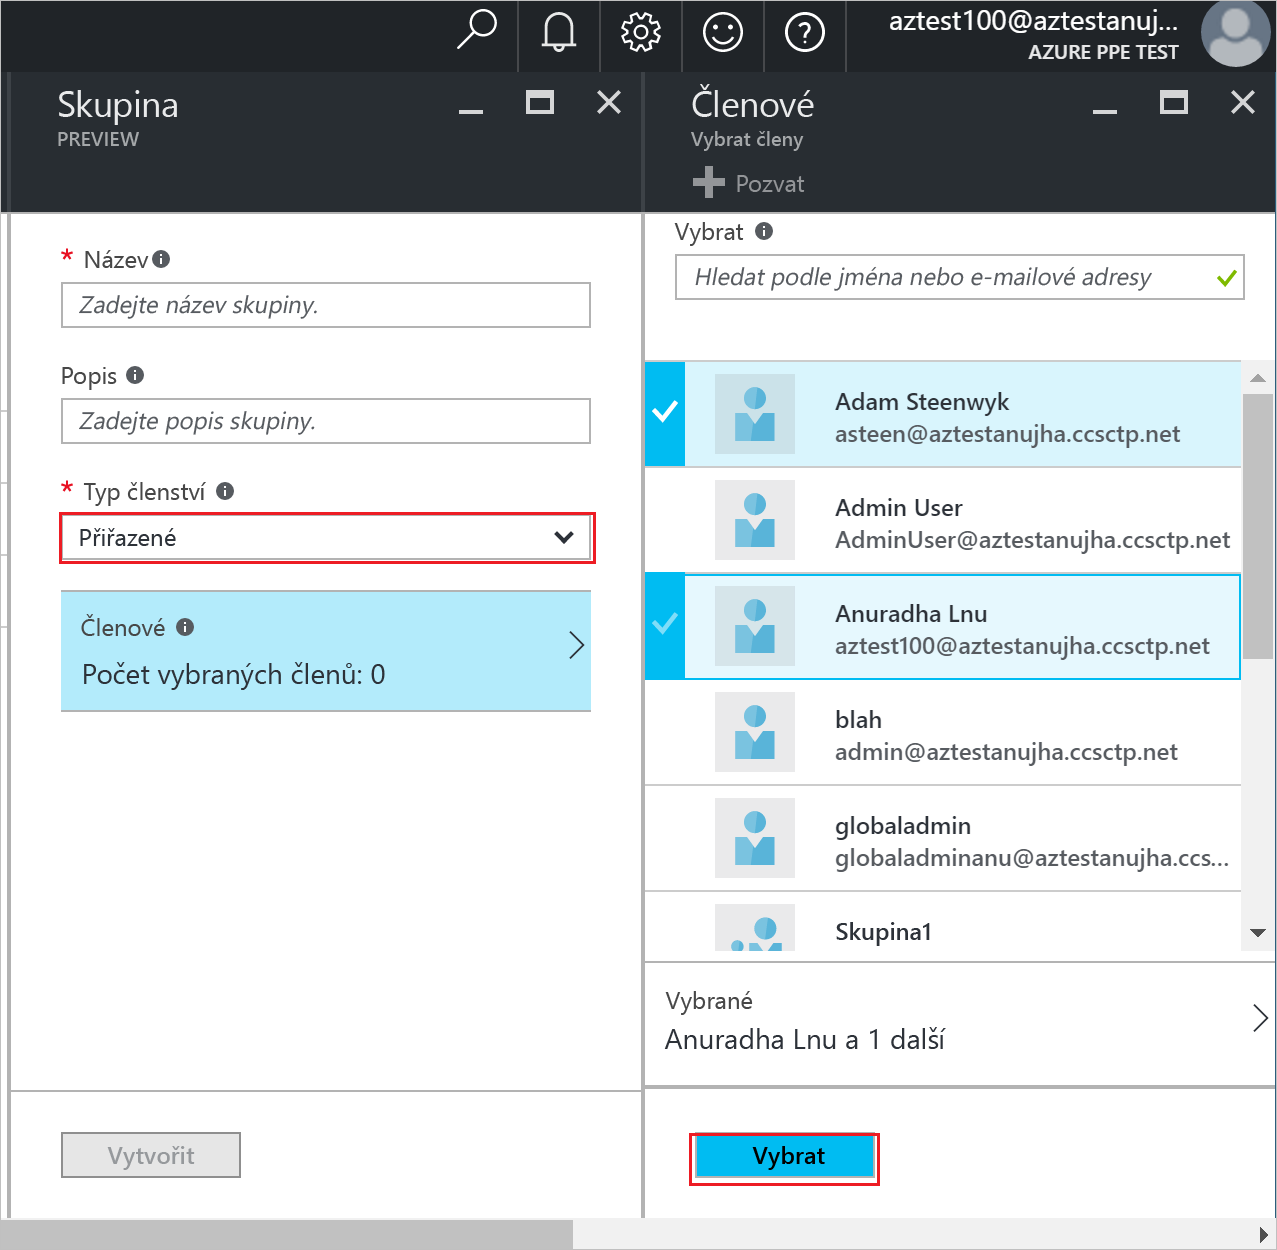 aztest100@aztestanuj...
AZURE PPE TEST
Skupina
PREVIEW
* Název
Zadejte název skupiny.
Popis
Zadejte popis skupiny.
* Typ členství
Přiřazené
Členové
Počet vybraných členů: 0
Vytvořit
Členové
Vybrat členy
Pozvat
Vybrat
Hledat podle jména nebo e-mailové adresy
Adam Steenwyk
asteen@aztestanujha.ccsctp.net
Admin User
AdminUser@aztestanujha.ccsctp.net
Anuradha Lnu
aztest100@aztestanujha.ccsctp.net
blah
admin@aztestanujha.ccsctp.net
globaladmin
globaladminanu@aztestanujha.ccs...
Skupina1
Vybrané
Anuradha Lnu a 1 další
Vybrat